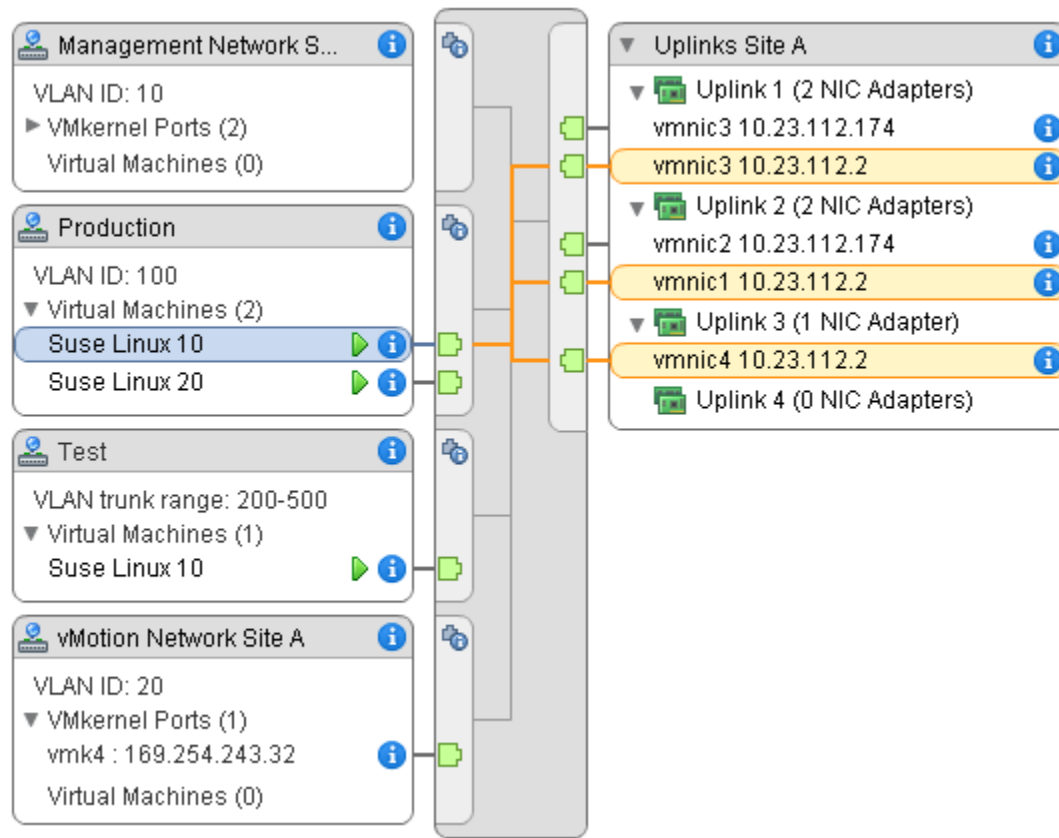 Management Network S...
VLAN ID: 10
VMkernel Ports (2)
Virtual Machines (0)
Production
VLAN ID: 100
Virtual Machines (2)
Suse Linux 10
Suse Linux 20
Test
VLAN trunk range: 200-500
Virtual Machines (1)
Suse Linux 10
vMotion Network Site A
VLAN ID: 20
VMkernel Ports (1)
vmk4 : 169.254.243.32
Virtual Machines (0)
Uplinks Site A
Uplink 1 (2 NIC Adapters)
vmnic3 10.23.112.174
vmnic3 10.23.112.2
Uplink 2 (2 NIC Adapters)
vmnic2 10.23.112.174
vmnic1 10.23.112.2
Uplink 3 (1 NIC Adapter)
vmnic4 10.23.112.2
Uplink 4 (0 NIC Adapters)